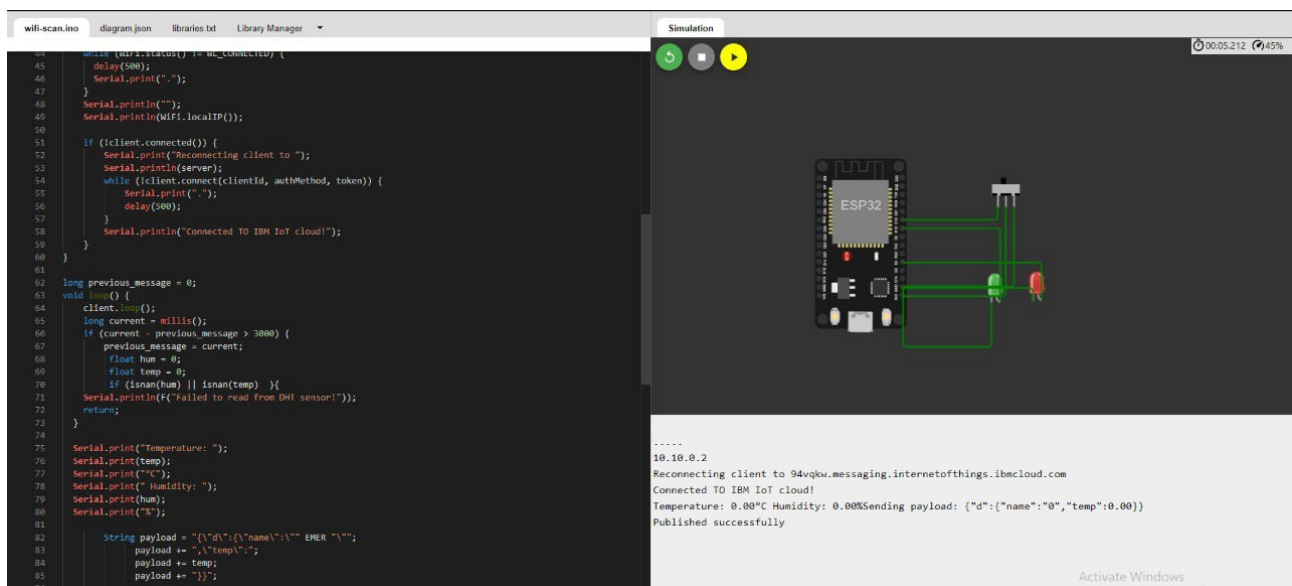 wifi-scan.ino diagram.json libraries.txt Library Manager
Simulation
00:05.212 45%
44 while (WiFi.status() != WL_CONNECTED) {
45 delay(500);
46 Serial.print(".");
47 }
48 Serial.println("");
49 Serial.println(WiFi.localIP());
50
51 if (!client.connected()) {
52 Serial.print("Reconnecting client to ");
53 Serial.println(server);
54 while (!client.connect(clientId, authMethod, token)) {
55 Serial.print(".");
56 delay(500);
57 }
58 Serial.println("Connected TO IBM IoT cloud!");
59 }
60 }
61
62 long previous_message = 0;
63 void loop() {
64 client.loop();
65 long current = millis();
66 if (current - previous_message > 3000) {
67 previous_message = current;
68 float hum = 0;
69 float temp = 0;
70 if (isnan(hum) || isnan(temp) ){
71 Serial.println(F("Failed to read from DHT sensor!"));
72 return;
73 }
74
75 Serial.print("Temperature: ");
76 Serial.print(temp);
77 Serial.print("°C");
78 Serial.print(" Humidity: ");
79 Serial.print(hum);
80 Serial.print("%");
81
82 String payload = "{\"d\":{\"name\":\"" EMER "\"";
83 payload += ",\"temp\":";
84 payload += temp;
85 payload += "}}";
ESP32
.....
10.10.0.2
Reconnecting client to 94vqkw.messaging.internetofthings.ibmcloud.com
Connected TO IBM IoT cloud!
Temperature: 0.00°C Humidity: 0.00%Sending payload: {"d":{"name":"0","temp":0.00}}
Published successfully
Activate Windows